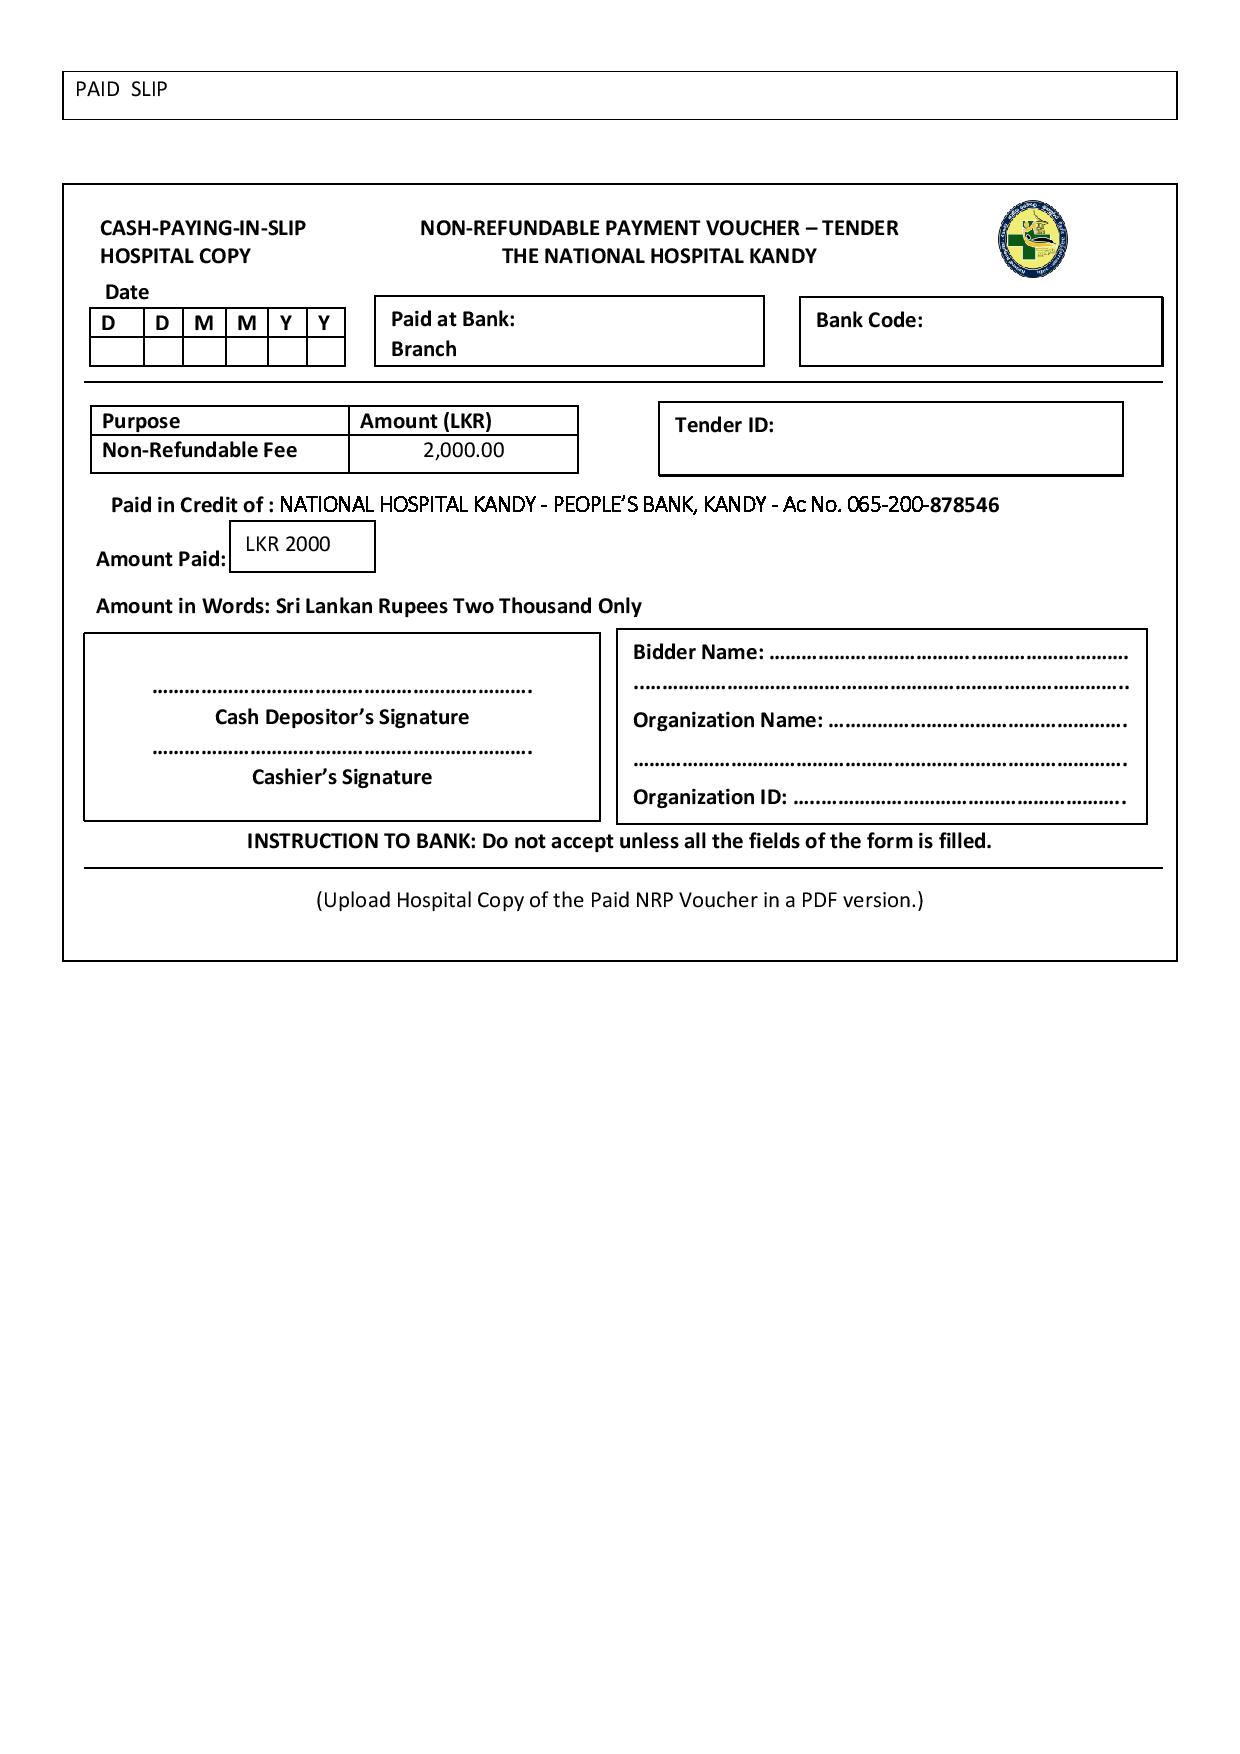 PAID  SLIP
CASH-PAYING-IN-SLIP
HOSPITAL COPY
NON-REFUNDABLE PAYMENT VOUCHER – TENDER
THE NATIONAL HOSPITAL KANDY
Date
D D M M Y Y
Paid at Bank:
Branch
Bank Code:
Purpose Amount (LKR)
Non-Refundable Fee 2,000.00
Tender ID:
Paid in Credit of : NATIONAL HOSPITAL KANDY - PEOPLE’S BANK, KANDY - Ac No. 065-200-878546
Amount Paid: LKR 2000
Amount in Words: Sri Lankan Rupees Two Thousand Only
……………………………………………………….
Cash Depositor’s Signature
……………………………………………………….
Cashier’s Signature
Bidder Name: ……………………………..…………………….
..……………………………………………………………………..
Organization Name: …………………………………………….
……………………………………………………………………….
Organization ID: …..…………………………………………..
INSTRUCTION TO BANK: Do not accept unless all the fields of the form is filled.
(Upload Hospital Copy of the Paid NRP Voucher in a PDF version.)